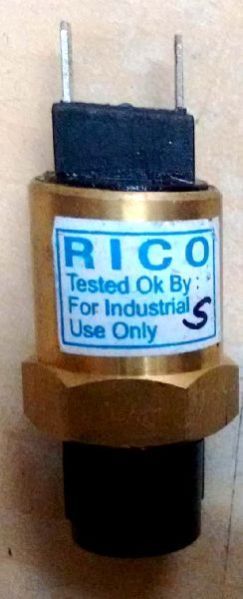 RICO
Tested Ok By :
For Industrial S
Use Only